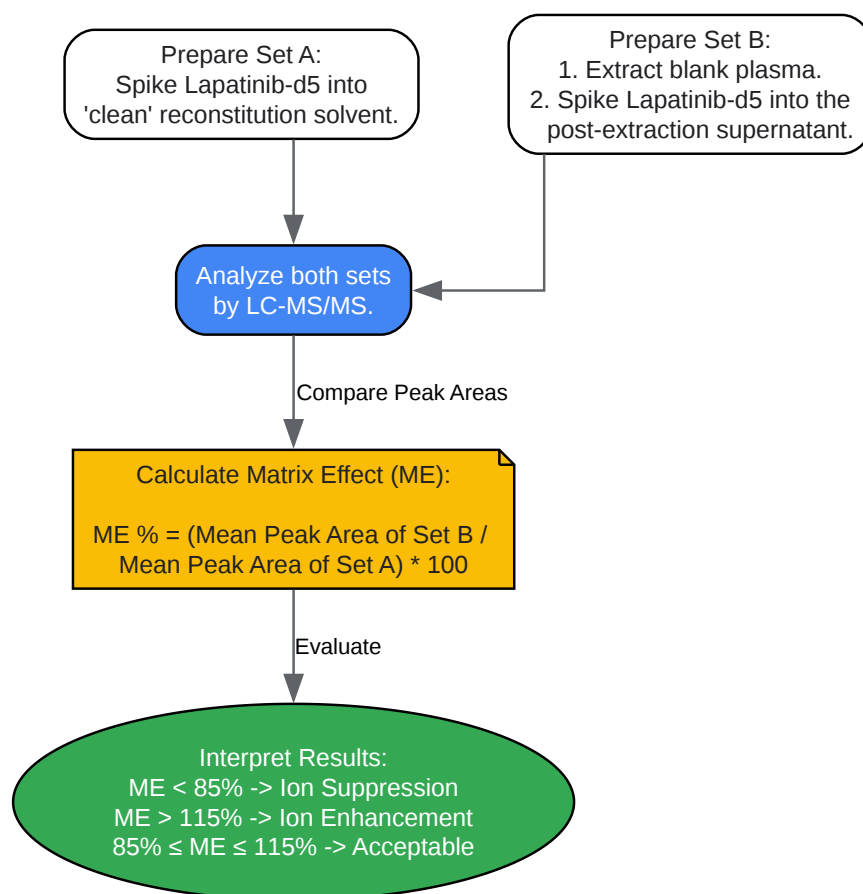 Prepare Set A:
Spike Lapatinib-d5 into
'clean' reconstitution solvent.
Prepare Set B:
1. Extract blank plasma.
2. Spike Lapatinib-d5 into the
post-extraction supernatant.
Analyze both sets
by LC-MS/MS.
Compare Peak Areas
Calculate Matrix Effect (ME):
ME % = (Mean Peak Area of Set B /
Mean Peak Area of Set A) * 100
Evaluate
Interpret Results:
ME < 85% -> Ion Suppression
ME > 115% -> Ion Enhancement
85% ≤ ME ≤ 115% -> Acceptable